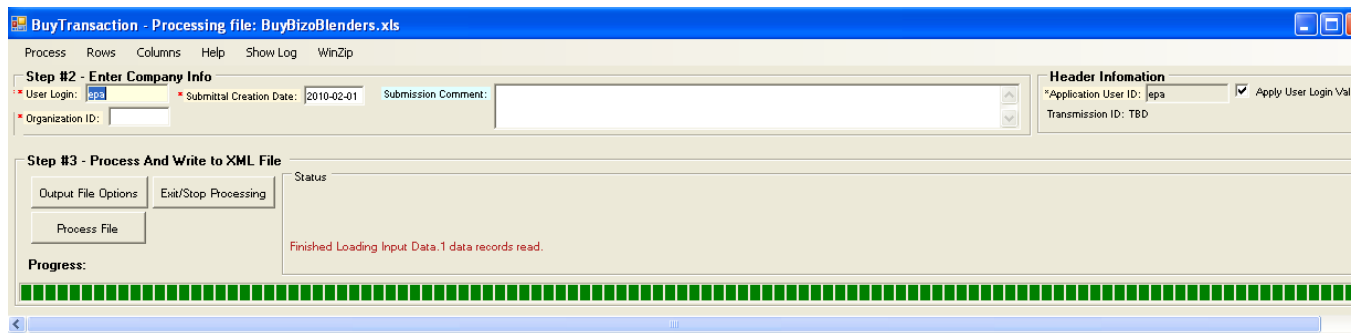 BuyTransaction - Processing file: BuyBizoBlenders.xls
Process Rows Columns Help Show Log WinZip
Step #2 - Enter Company Info
** User Login: epa * Submittal Creation Date: 2010-02-01 Submission Comment:
* Organization ID:
Header Infomation
*Application User ID: epa Apply User Login Val
Transmission ID: TBD
Step #3 - Process And Write to XML File
Output File Options Exit/Stop Processing
Process File
Status
Finished Loading Input Data.1 data records read.
Progress: